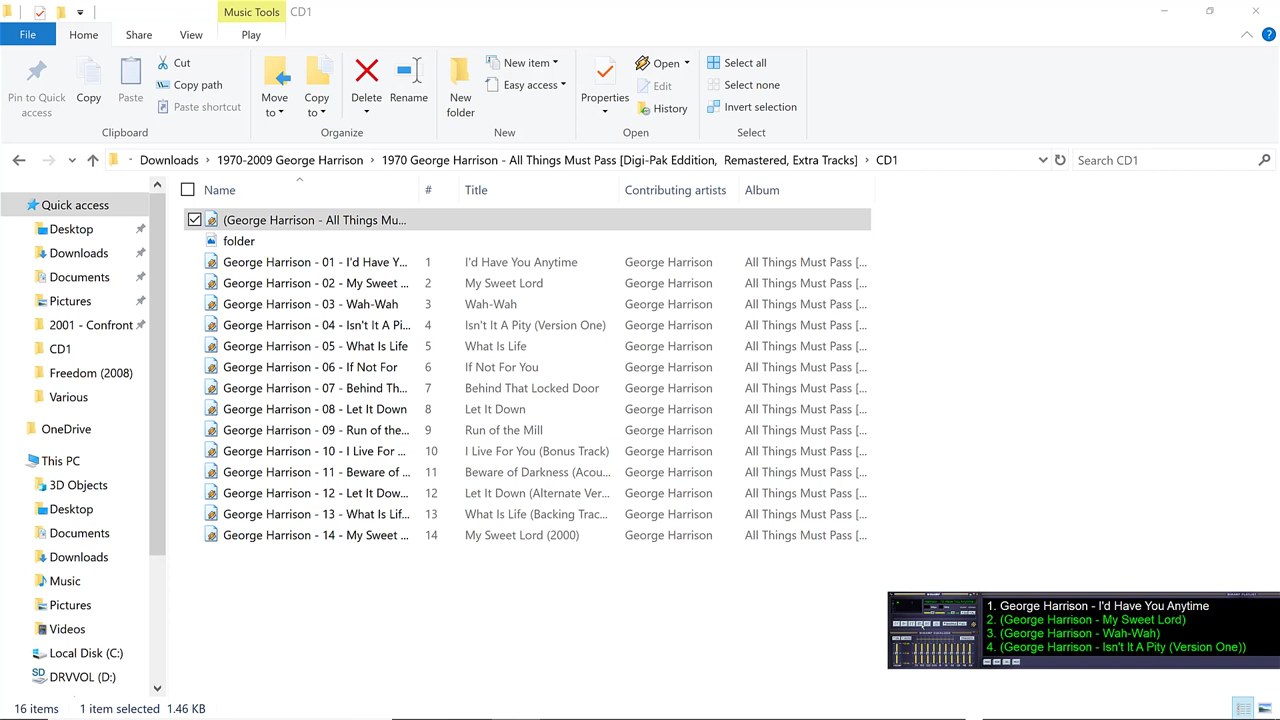 Music Tools CD1
File Home Share View Play
Pin to Quick access
Copy
Paste
Cut
Copy path
Paste shortcut
Clipboard
Move to
Copy to
Delete
Rename
Organize
New folder
New item
Easy access
New
Properties
Open
Edit
History
Open
Select all
Select none
Invert selection
Select
Downloads 1970-2009 George Harrison 1970 George Harrison - All Things Must Pass [Digi-Pak Eddition, Remastered, Extra Tracks] CD1 Search CD1
Name # Title Contributing artists Album
(George Harrison - All Things Mu...
folder
George Harrison - 01 - I'd Have Y... 1 I'd Have You Anytime George Harrison All Things Must Pass [...
George Harrison - 02 - My Sweet ... 2 My Sweet Lord George Harrison All Things Must Pass [...
George Harrison - 03 - Wah-Wah 3 Wah-Wah George Harrison All Things Must Pass [...
George Harrison - 04 - Isn't It A Pi... 4 Isn't It A Pity (Version One) George Harrison All Things Must Pass [...
George Harrison - 05 - What Is Life 5 What Is Life George Harrison All Things Must Pass [...
George Harrison - 06 - If Not For 6 If Not For You George Harrison All Things Must Pass [...
George Harrison - 07 - Behind Th... 7 Behind That Locked Door George Harrison All Things Must Pass [...
George Harrison - 08 - Let It Down 8 Let It Down George Harrison All Things Must Pass [...
George Harrison - 09 - Run of the... 9 Run of the Mill George Harrison All Things Must Pass [...
George Harrison - 10 - I Live For ... 10 I Live For You (Bonus Track) George Harrison All Things Must Pass [...
George Harrison - 11 - Beware of ... 11 Beware of Darkness (Acou... George Harrison All Things Must Pass [...
George Harrison - 12 - Let It Dow... 12 Let It Down (Alternate Ver... George Harrison All Things Must Pass [...
George Harrison - 13 - What Is Lif... 13 What Is Life (Backing Trac... George Harrison All Things Must Pass [...
George Harrison - 14 - My Sweet ... 14 My Sweet Lord (2000) George Harrison All Things Must Pass [...
Quick access
Desktop
Downloads
Documents
Pictures
2001 - Confront
CD1
Freedom (2008)
Various
OneDrive
This PC
3D Objects
Desktop
Documents
Downloads
Music
Pictures
Videos
Local Disk (C:)
DRVVOL (D:)
WINAMP PLAYLIST
1. George Harrison - I'd Have You Anytime
2. (George Harrison - My Sweet Lord)
3. (George Harrison - Wah-Wah)
4. (George Harrison - Isn't It A Pity (Version One))
16 items 1 item selected 1.46 KB